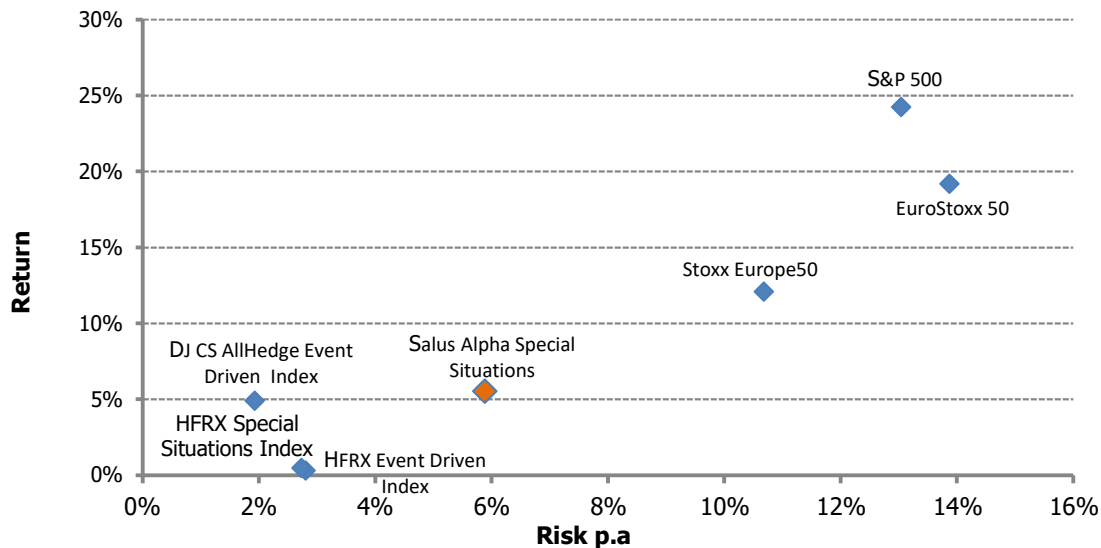 30%
S&P 500
25%
20%
EuroStoxx 50
15%
Stoxx Europe50
Return
10%
DJ CS AllHedge Event
Driven Index
Salus Alpha Special
Situations
5%
HFRX Special
Situations Index
HFRX Event Driven
Index
0%
0% 2% 4% 6% 8% 10% 12% 14% 16%
Risk p.a